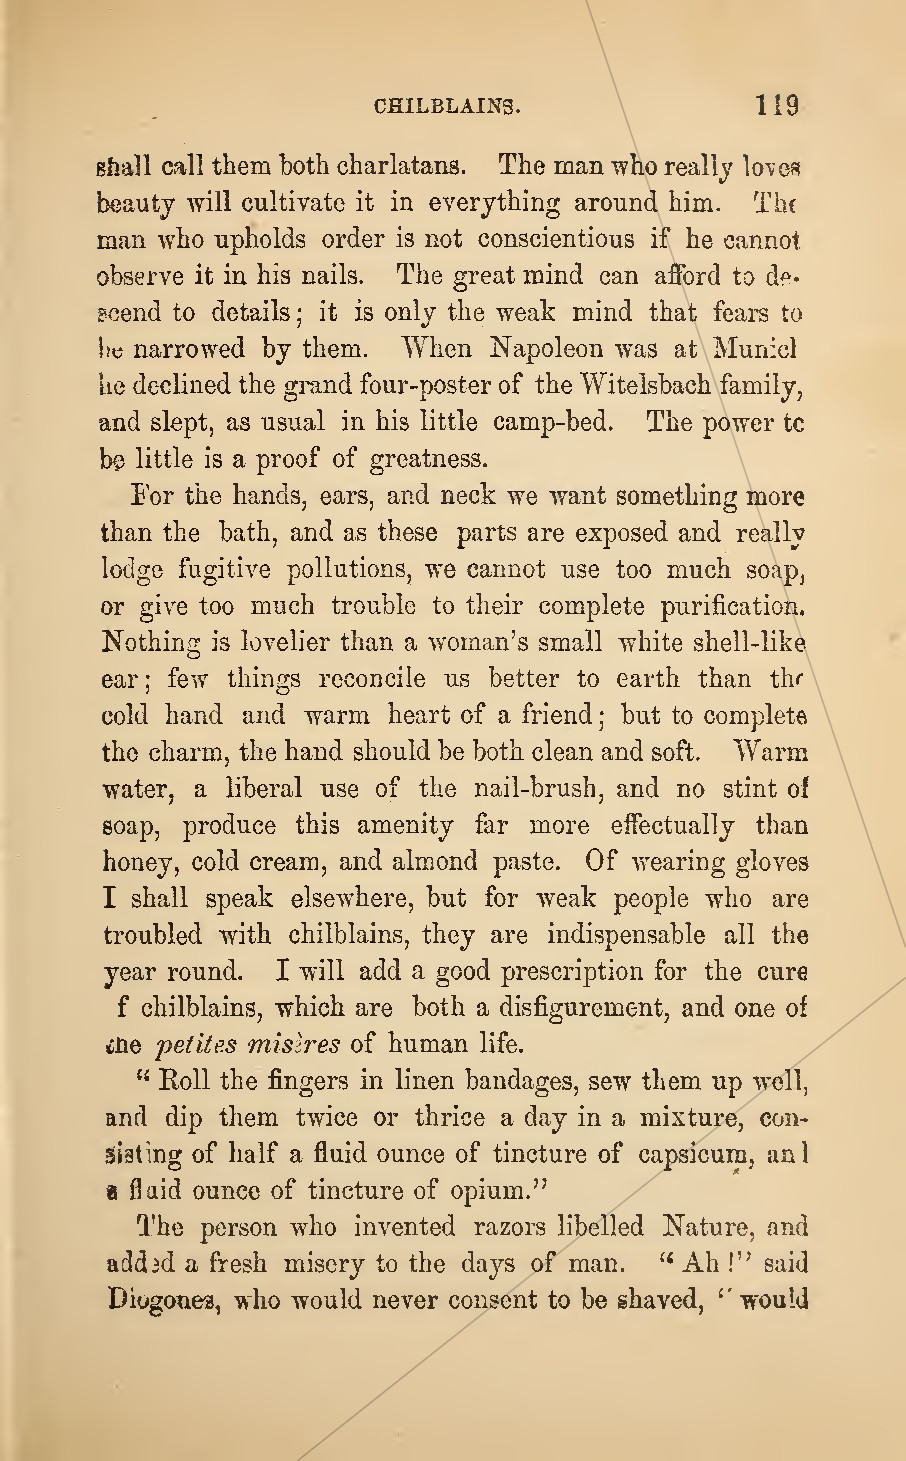 CHILBLAINS. 119
shall call them both charlatans. The man who really loves
beauty will cultivate it in everything around him. The
man who upholds order is not conscientious if he cannot
observe it in his nails. The great mind can afford to de-
scend to details; it is only the weak mind that fears to
be narrowed by them. When Napoleon was at Munich
he declined the grand four-poster of the Witelsbach family,
and slept, as usual in his little camp-bed. The power to
be little is a proof of greatness.
For the hands, ears, and neck we want something more
than the bath, and as these parts are exposed and really
lodge fugitive pollutions, we cannot use too much soap,
or give too much trouble to their complete purification.
Nothing is lovelier than a woman's small white shell-like
ear; few things reconcile us better to earth than the
cold hand and warm heart of a friend; but to complete
the charm, the hand should be both clean and soft. Warm
water, a liberal use of the nail-brush, and no stint of
soap, produce this amenity far more effectually than
honey, cold cream, and almond paste. Of wearing gloves
I shall speak elsewhere, but for weak people who are
troubled with chilblains, they are indispensable all the
year round. I will add a good prescription for the cure
f chilblains, which are both a disfigurement, and one of
the petites misères of human life.
"Roll the fingers in linen bandages, sew them up well,
and dip them twice or thrice a day in a mixture, con-
sisting of half a fluid ounce of tincture of capsicum, and
a fluid ounce of tincture of opium."
The person who invented razors libelled Nature, and
added a fresh misery to the days of man. "Ah!" said
Diogones, who would never consent to be shaved, "would